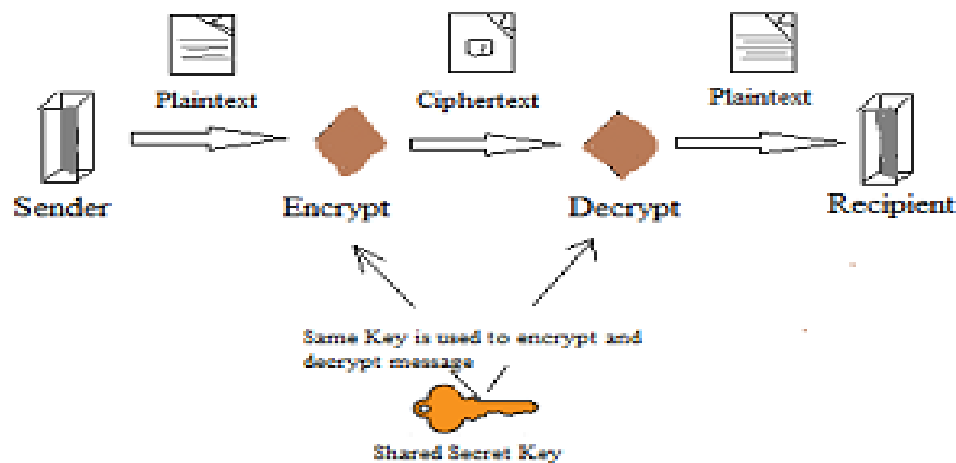 Plaintext
Ciphertext
Plaintext
Sender
Encrypt
Decrypt
Recipient
Same Key is used to encrypt and
decrypt message
Shared Secret Key